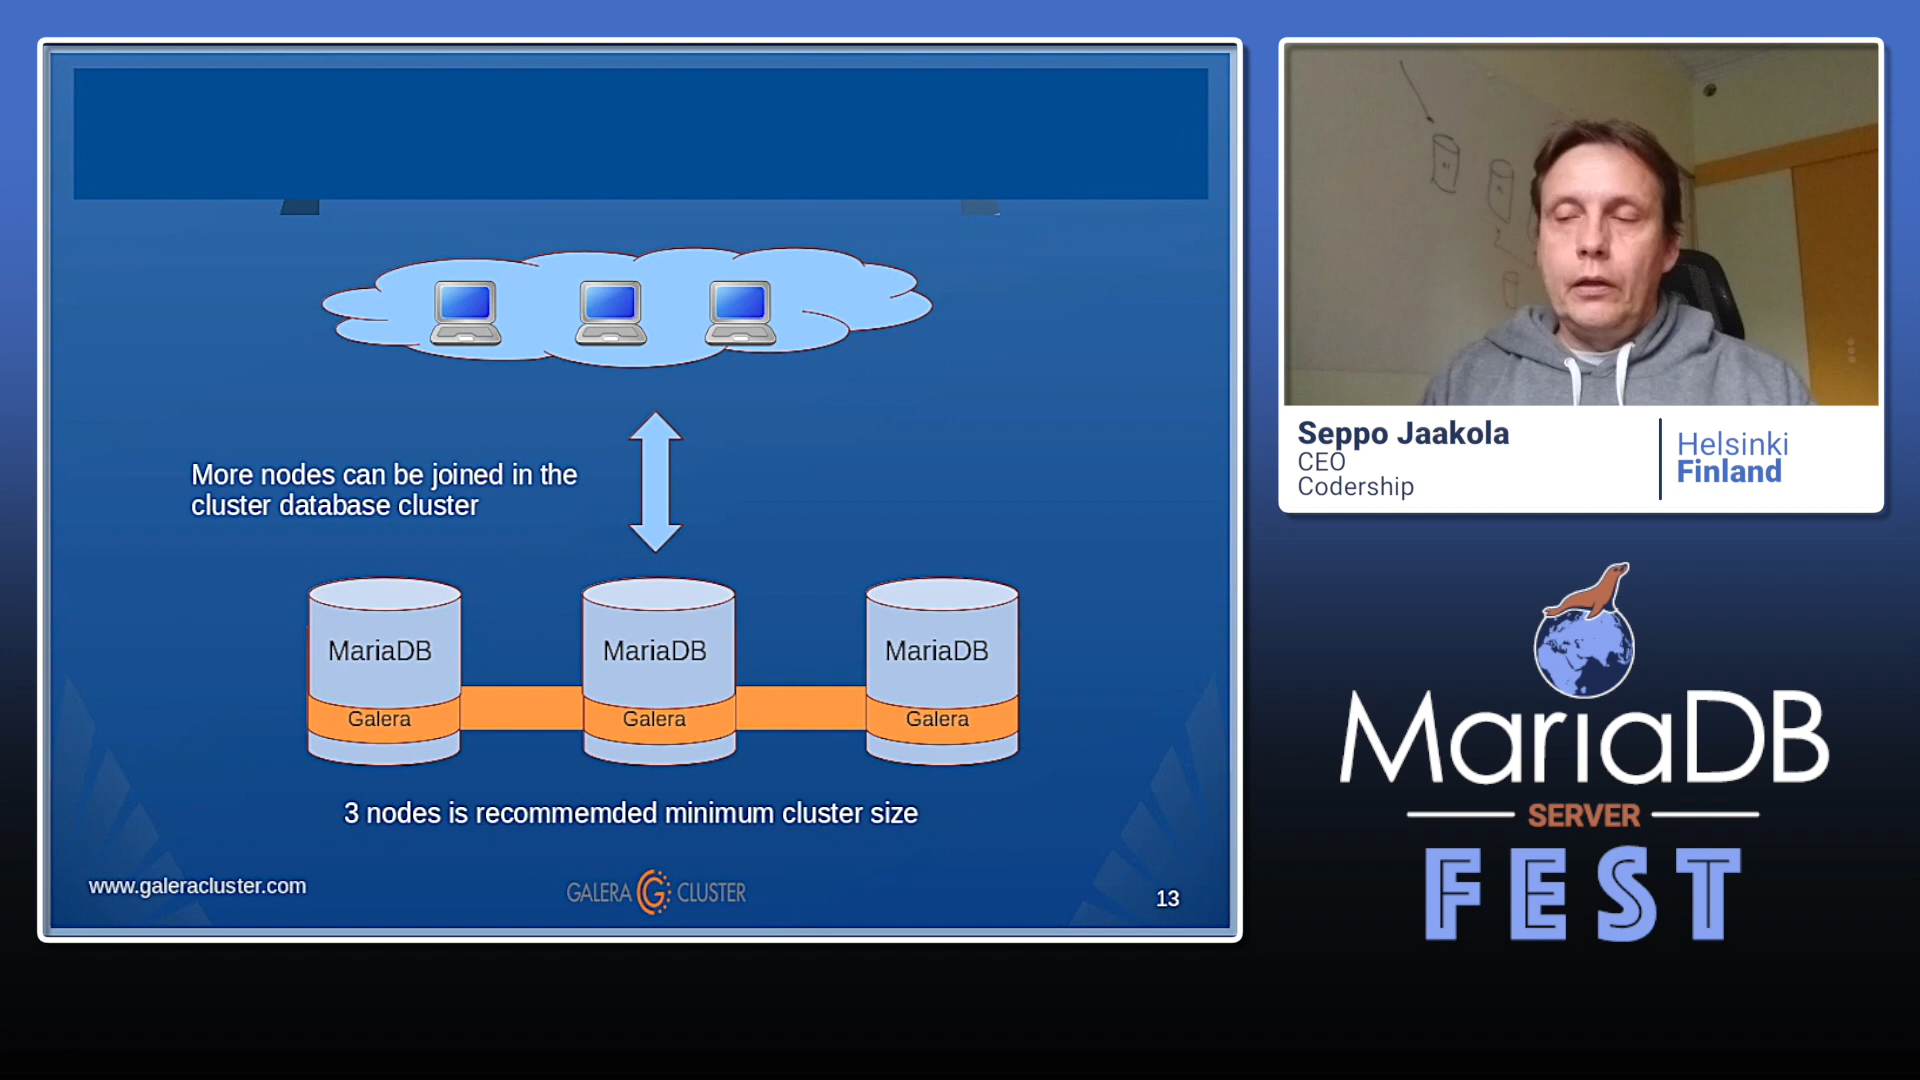 More nodes can be joined in the
cluster database cluster
MariaDB
MariaDB
MariaDB
Galera
Galera
Galera
3 nodes is recommemded minimum cluster size
www.galeracluster.com
GALERA CLUSTER
13
Seppo Jaakola
CEO
Codership
Helsinki
Finland
MariaDB
SERVER
FEST